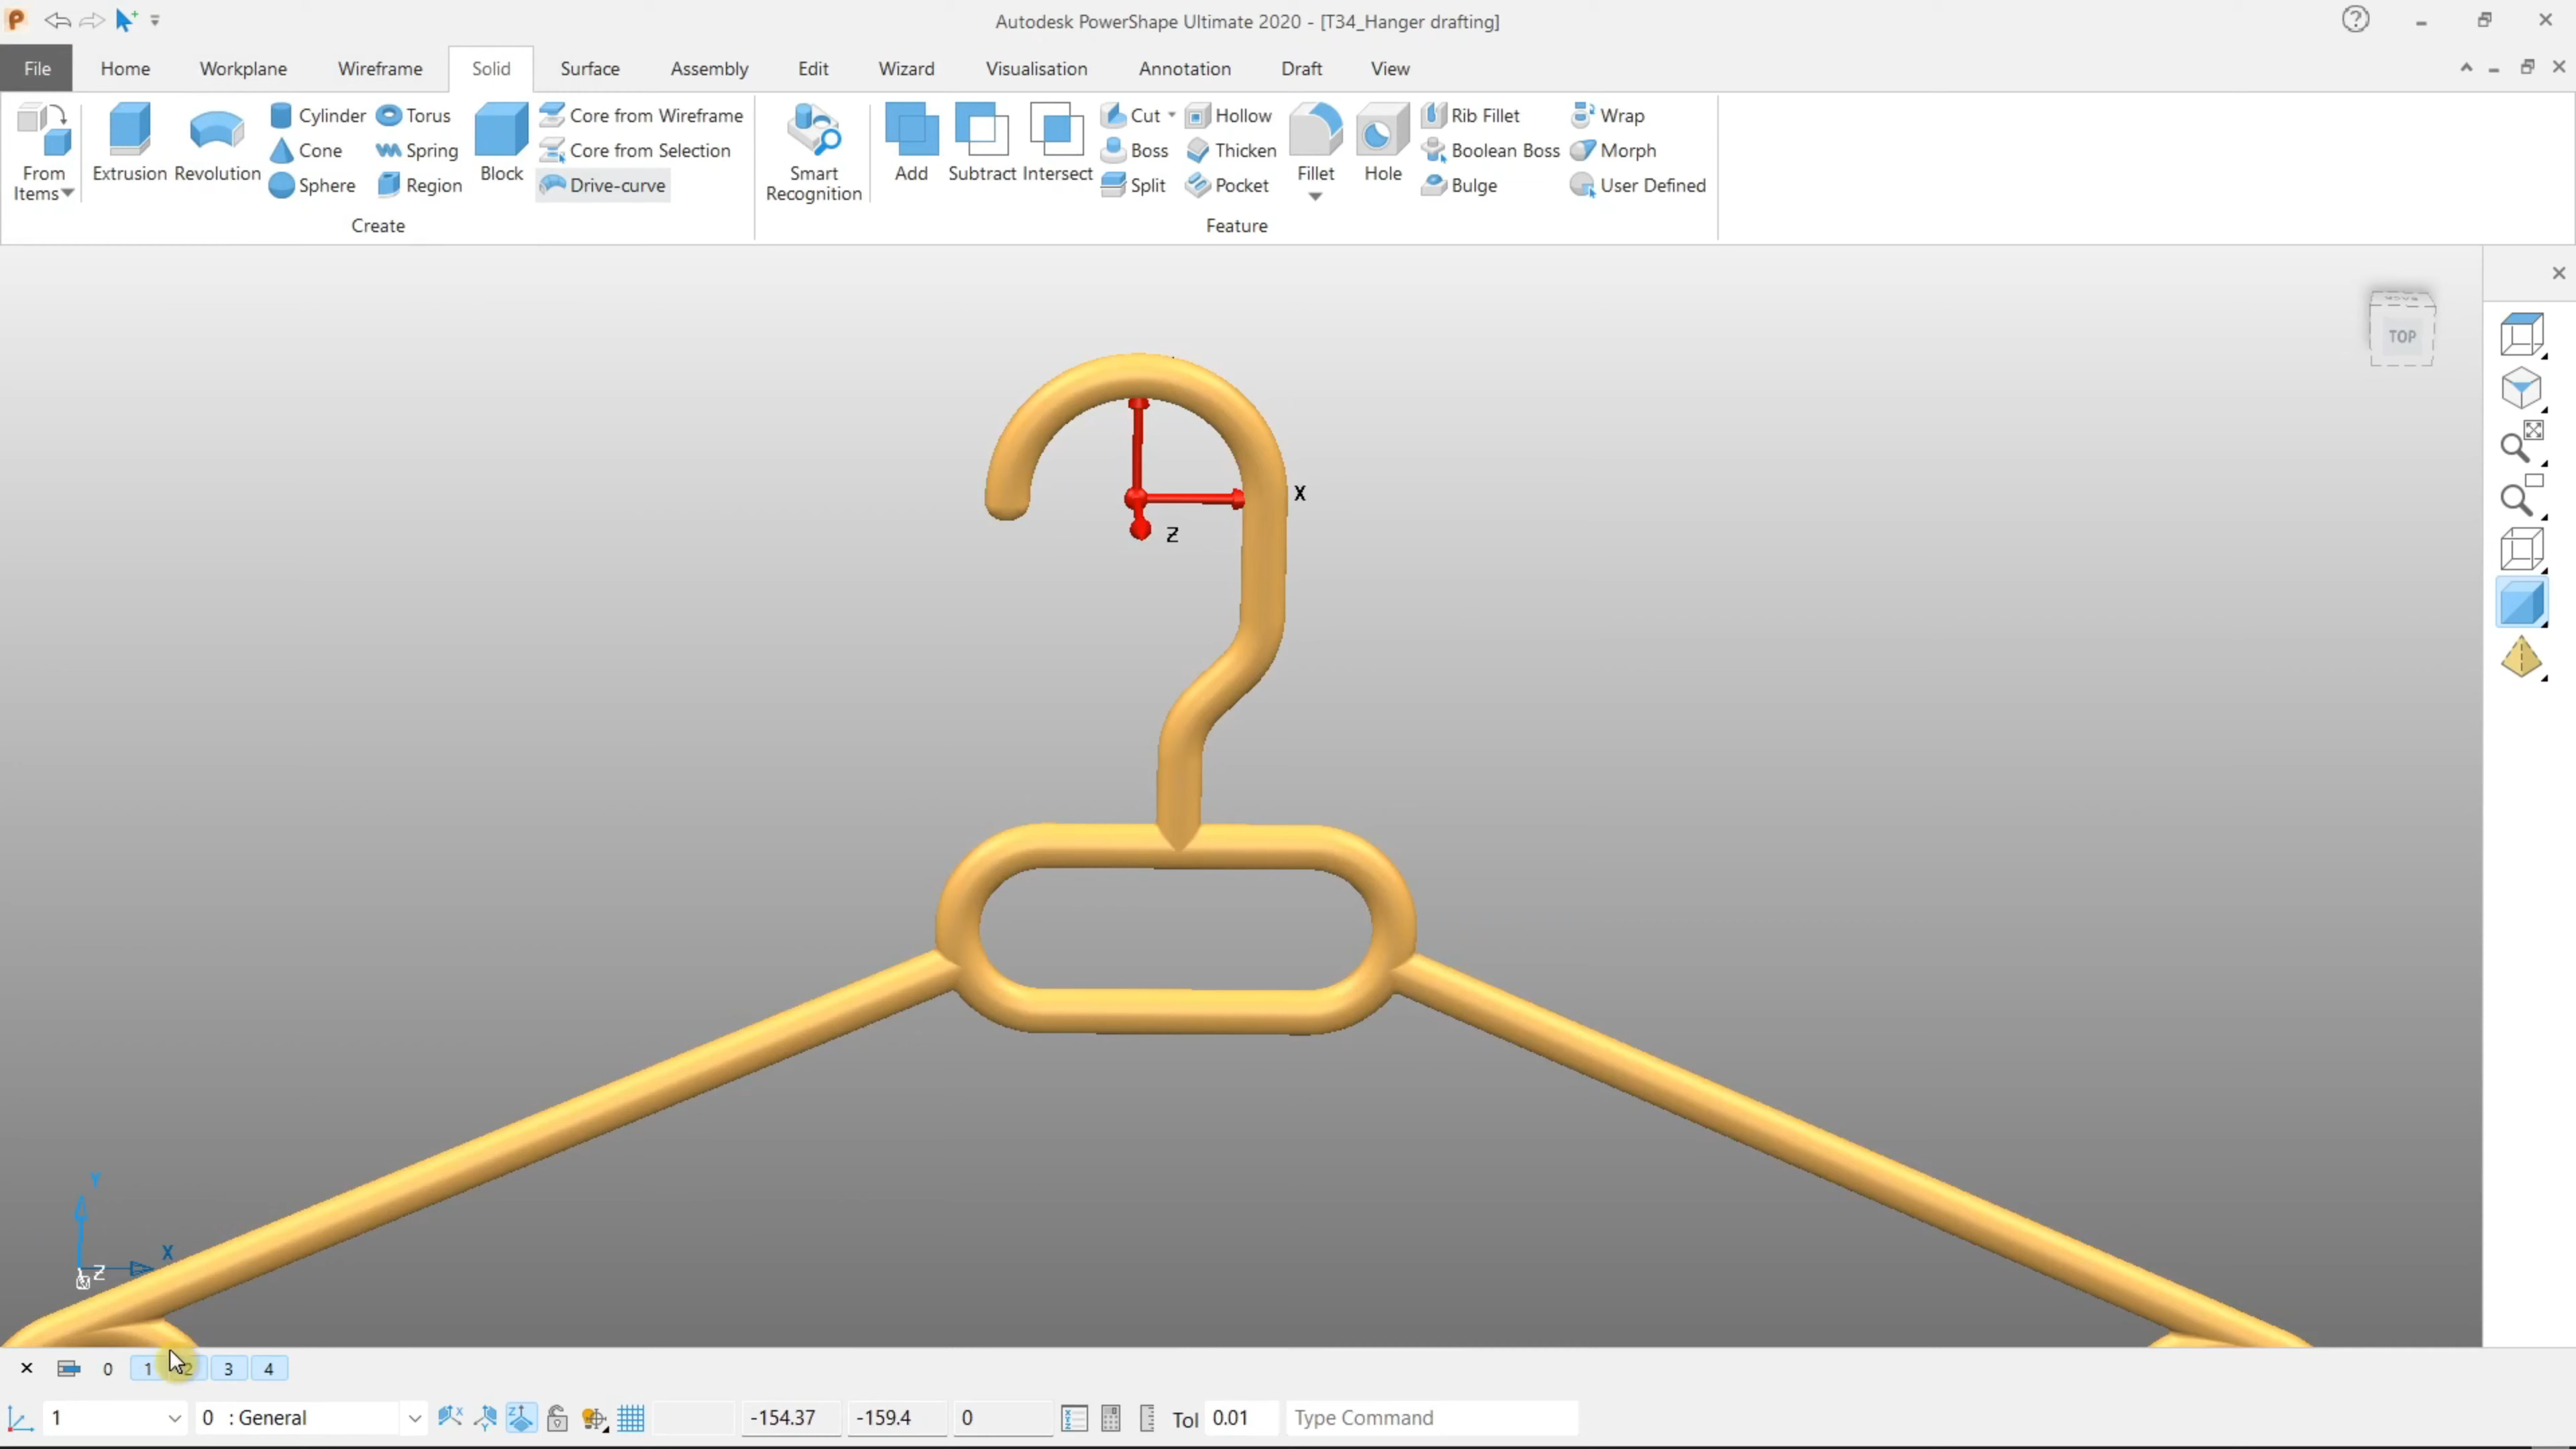 Autodesk PowerShape Ultimate 2020 - [T34_Hanger drafting]
File Home Workplane Wireframe Solid Surface Assembly Edit Wizard Visualisation Annotation Draft View
From Items
Extrusion
Revolution
Cylinder
Cone
Sphere
Torus
Spring
Region
Block
Core from Wireframe
Core from Selection
Drive-curve
Create
Smart Recognition
Add
Subtract
Intersect
Cut
Boss
Split
Hollow
Thicken
Pocket
Fillet
Hole
Rib Fillet
Boolean Boss
Bulge
Wrap
Morph
User Defined
Feature
BACK
TOP
X
Z
Y
X
Z
0 1 2 3 4
1 0 : General -154.37 -159.4 0 Tol 0.01 Type Command